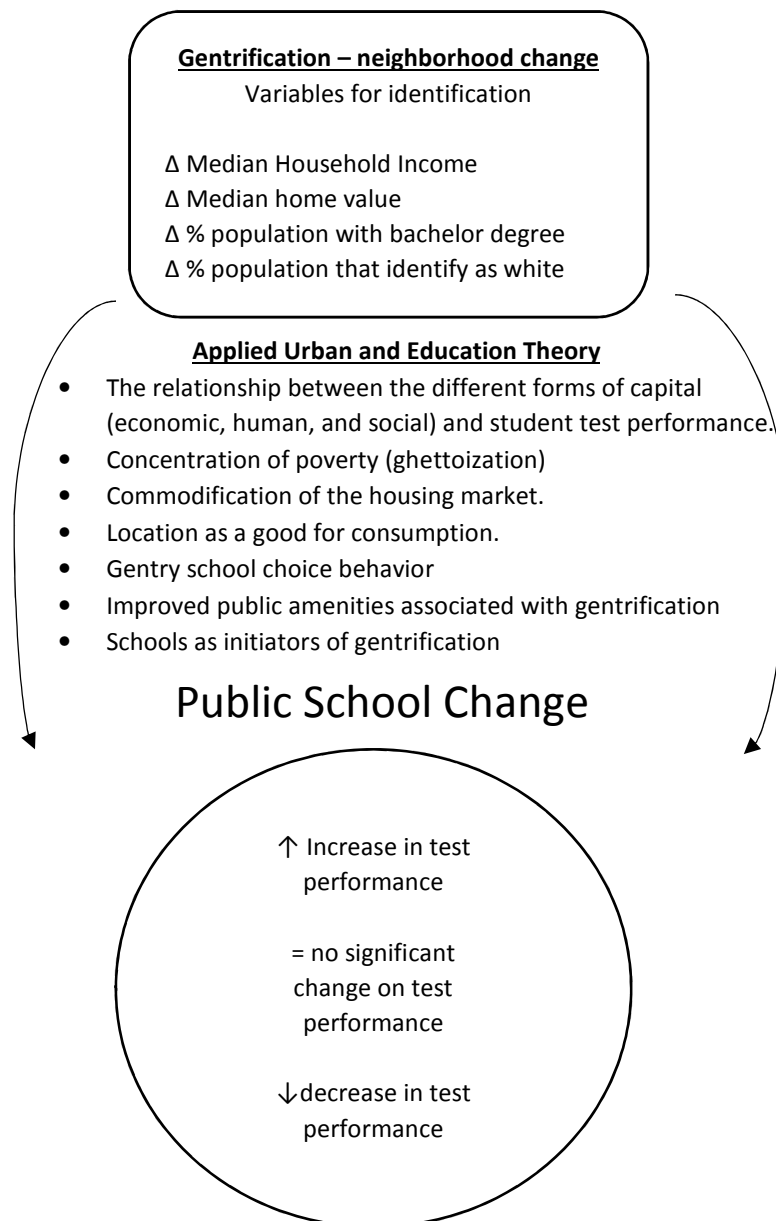 Gentrification – neighborhood change
Variables for identification
Δ Median Household Income
Δ Median home value
Δ % population with bachelor degree
Δ % population that identify as white
Applied Urban and Education Theory
• The relationship between the different forms of capital
(economic, human, and social) and student test performance.
• Concentration of poverty (ghettoization)
• Commodification of the housing market.
• Location as a good for consumption.
• Gentry school choice behavior
• Improved public amenities associated with gentrification
• Schools as initiators of gentrification
Public School Change
↑ Increase in test
performance
= no significant
change on test
performance
↓decrease in test
performance